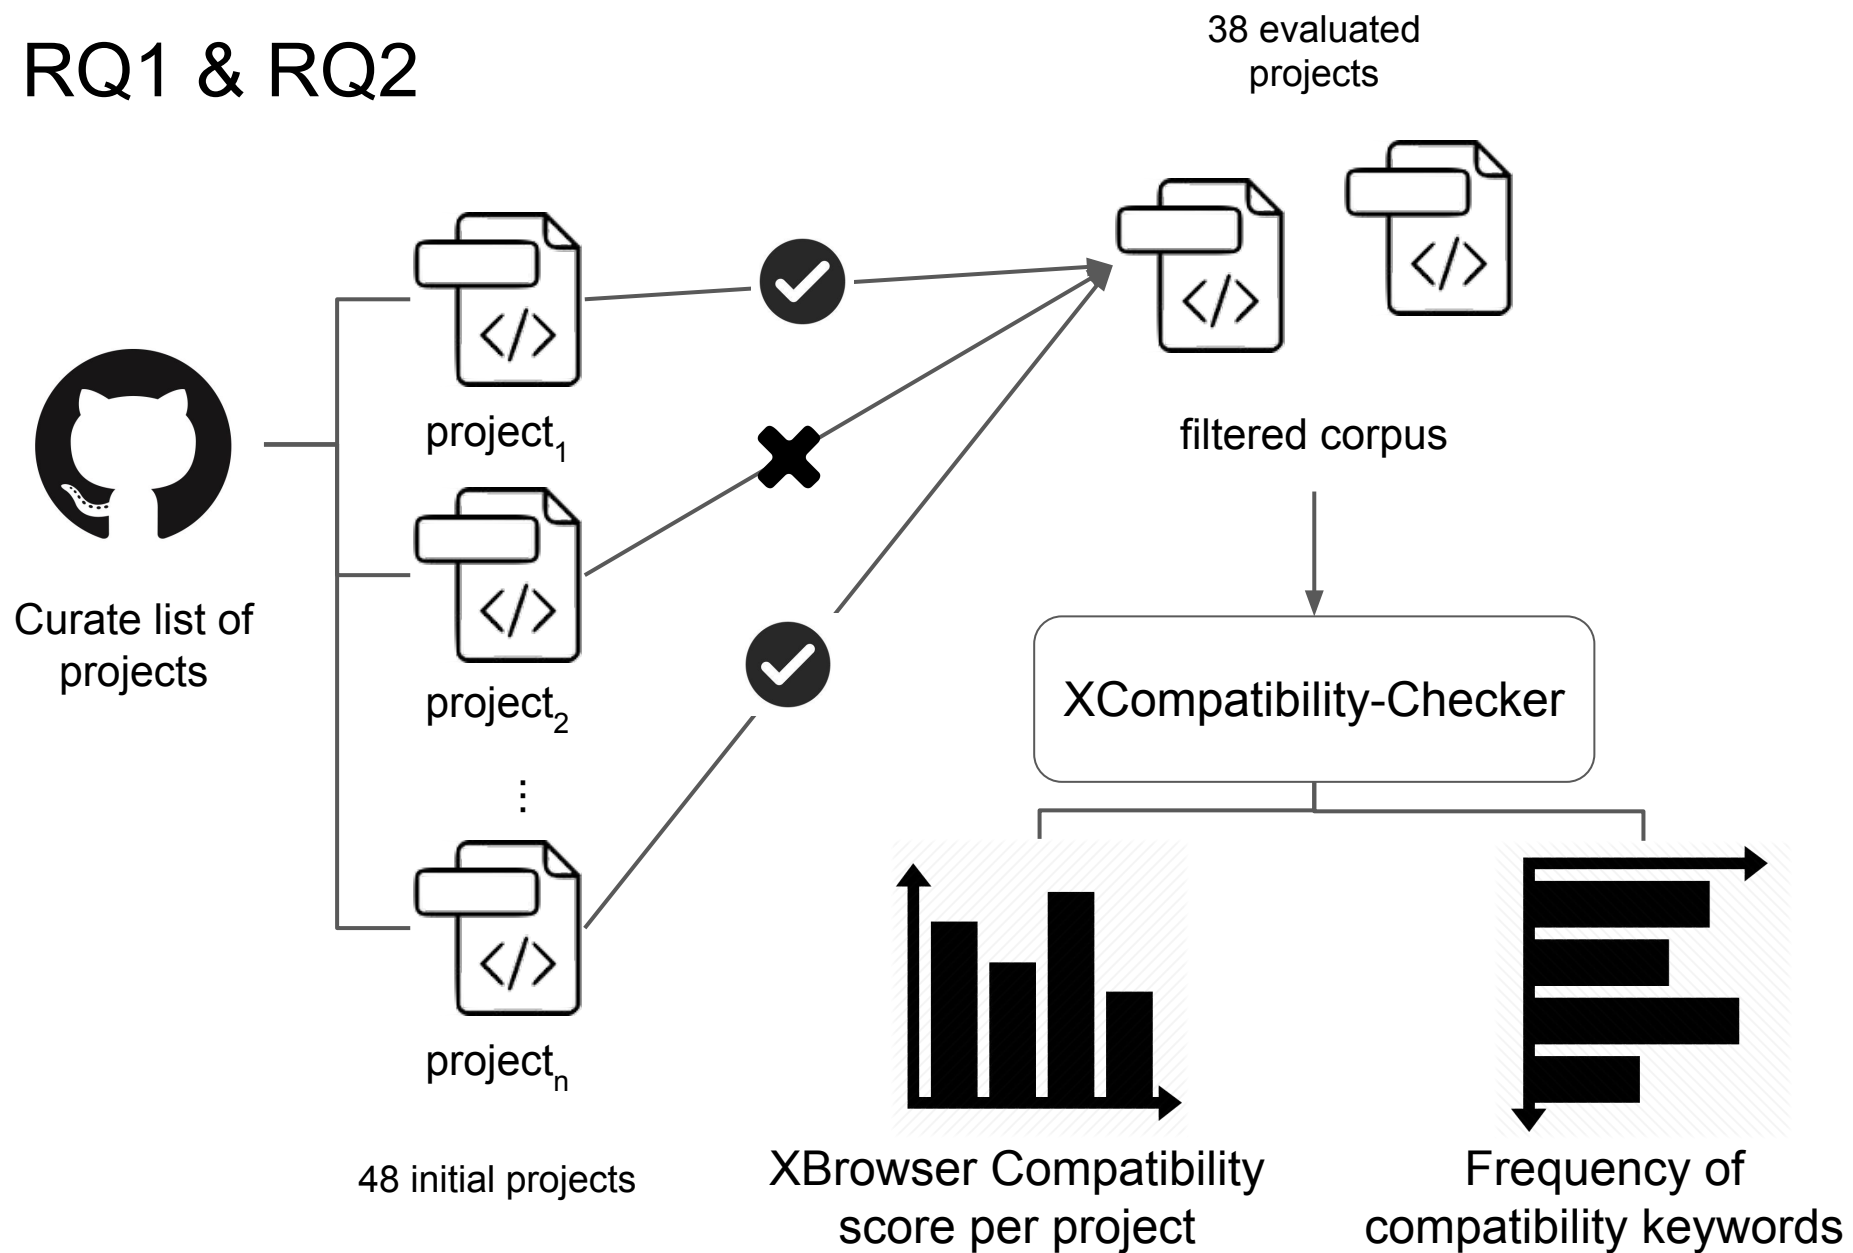 RQ1 & RQ2
38 evaluated
projects
project1
filtered corpus
Curate list of
projects
project2
XCompatibility-Checker
...
projectn
48 initial projects
XBrowser Compatibility
score per project
Frequency of
compatibility keywords